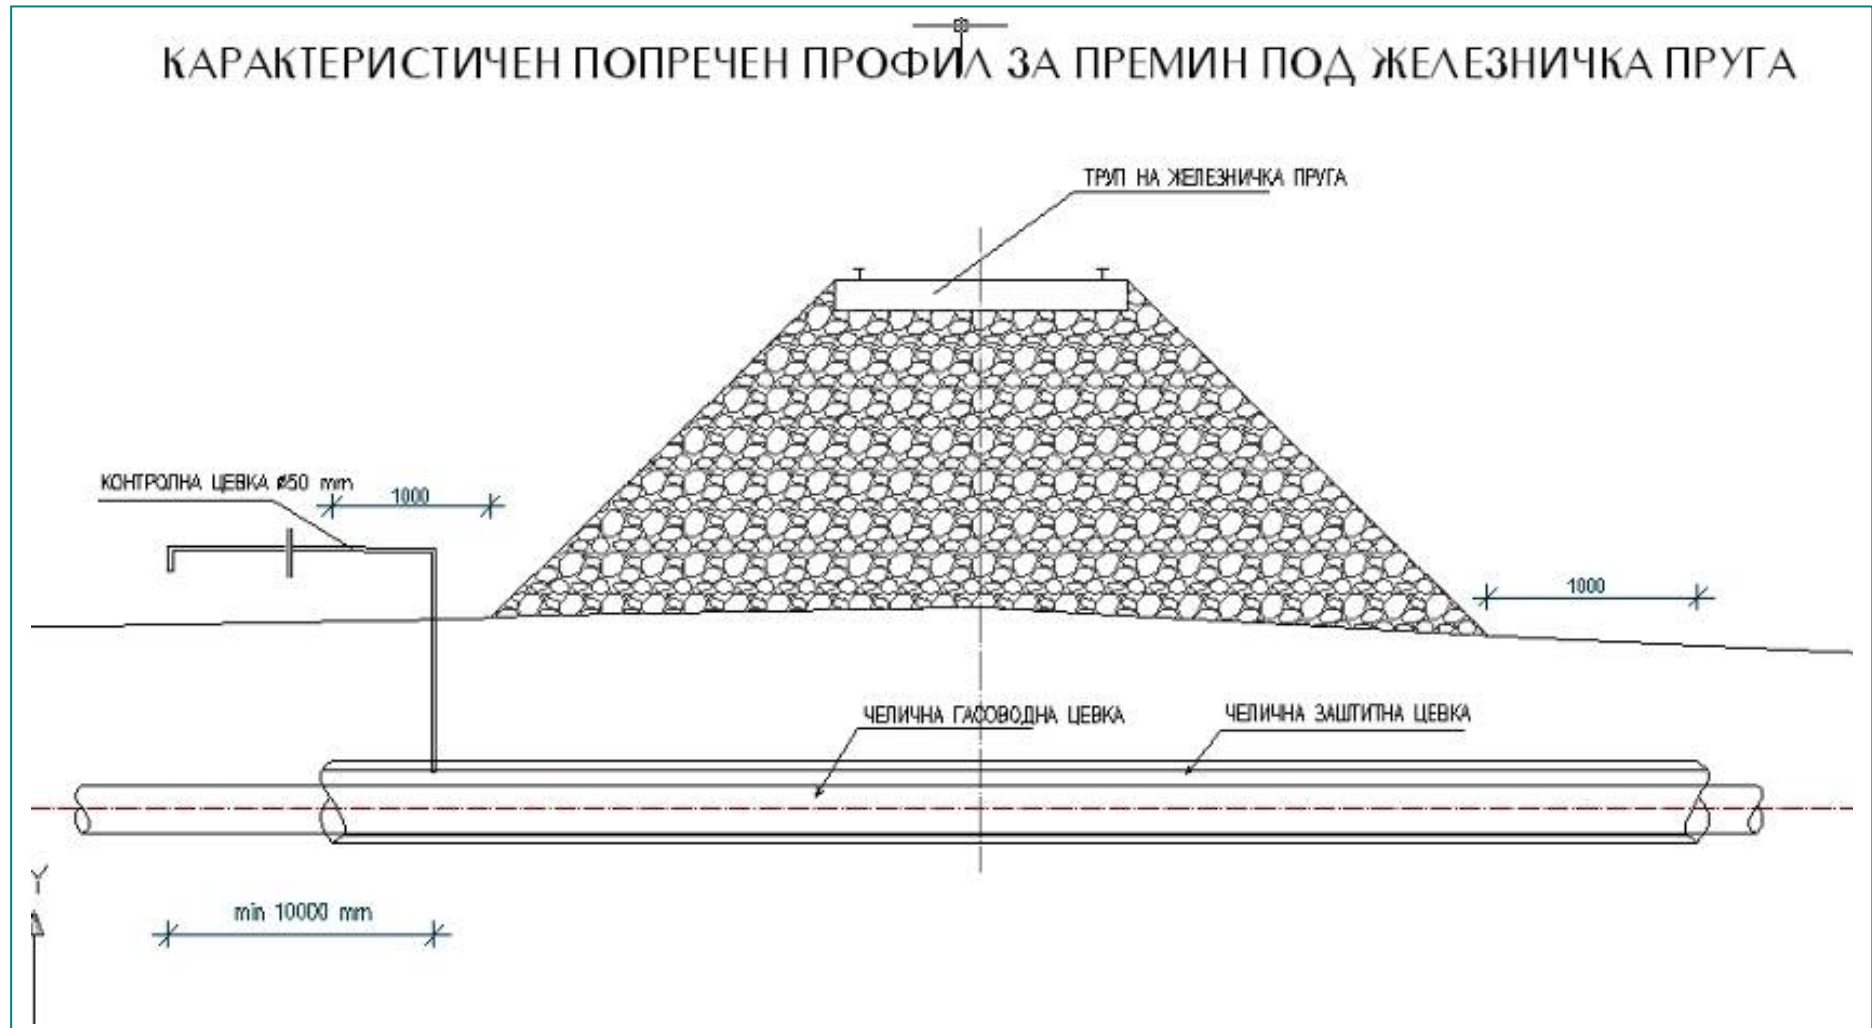 КАРАКТЕРИСТИЧЕН ПОПРЕЧЕН ПРОФИЛ ЗА ПРЕМИН ПОД ЖЕЛЕЗНИЧКА ПРУГА
ТРУП НА ЖЕЛЕЗНИЧКА ПРУГА
КОНТРОЛНА ЦЕВКА ø50 mm
1000
1000
ЧЕЛИЧНА ГАСОВОДНА ЦЕВКА
ЧЕЛИЧНА ЗАШТИТНА ЦЕВКА
Y
min 10000 mm